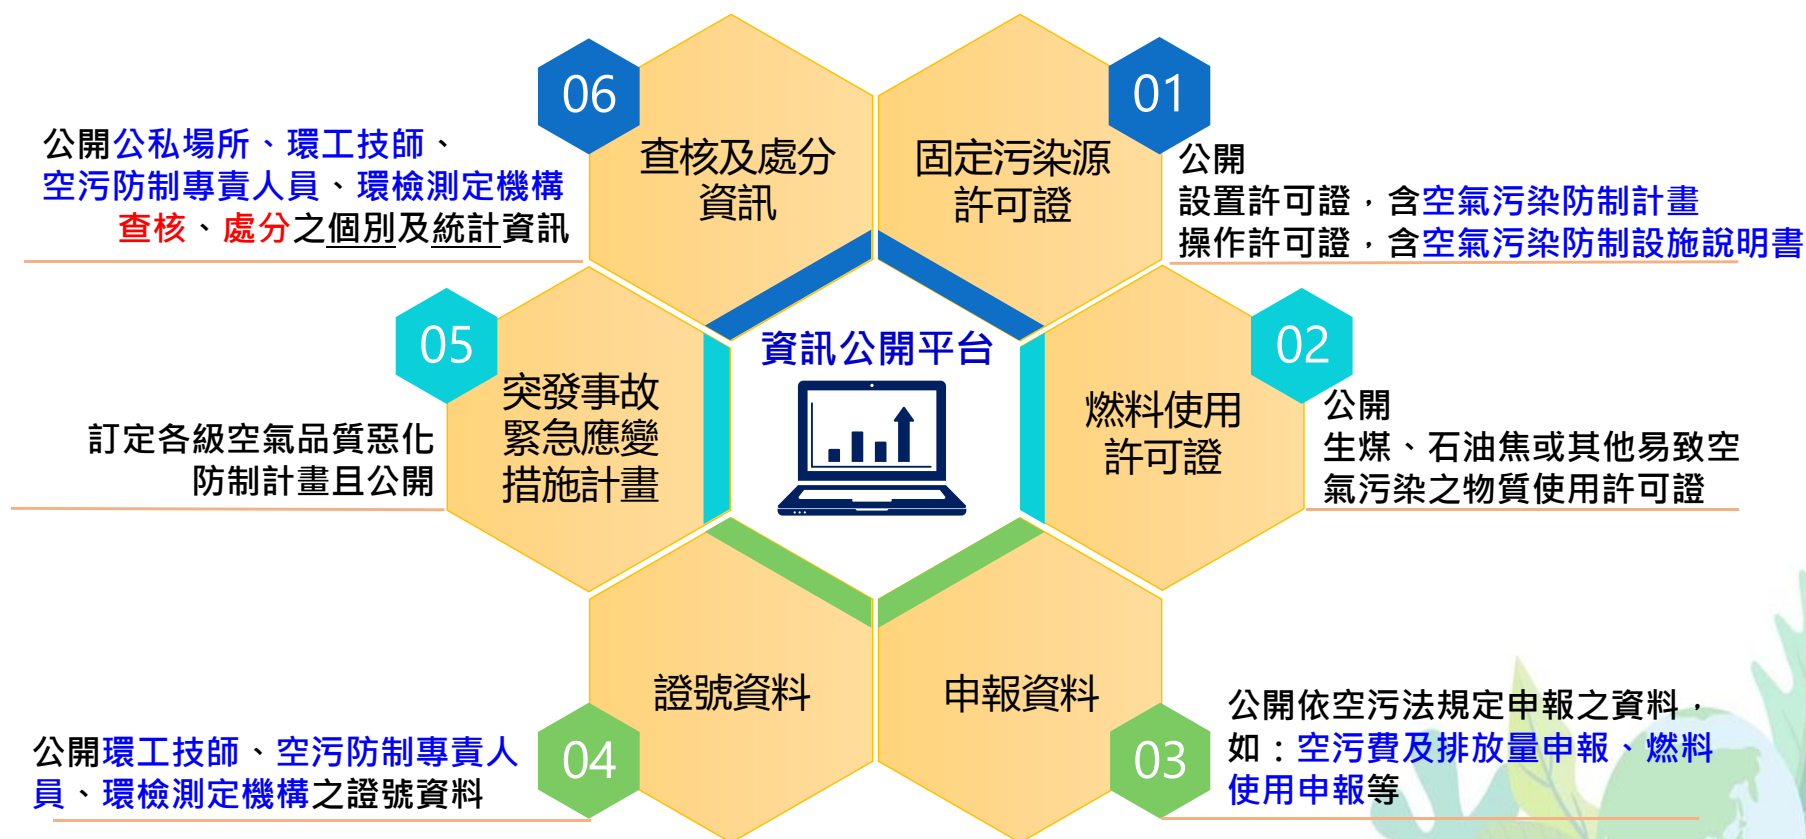 資訊公開平台
01
固定污染源
許可證
公開
設置許可證，含空氣污染防制計畫
操作許可證，含空氣污染防制設施說明書
02
燃料使用
許可證
公開
生煤、石油焦或其他易致空
氣污染之物質使用許可證
03
申報資料
公開依空污法規定申報之資料，
如：空污費及排放量申報、燃料
使用申報等
04
證號資料
公開環工技師、空污防制專責人
員、環檢測定機構之證號資料
05
突發事故
緊急應變
措施計畫
訂定各級空氣品質惡化
防制計畫且公開
06
查核及處分
資訊
公開公私場所、環工技師、
空污防制專責人員、環檢測定機構
查核、處分之個別及統計資訊